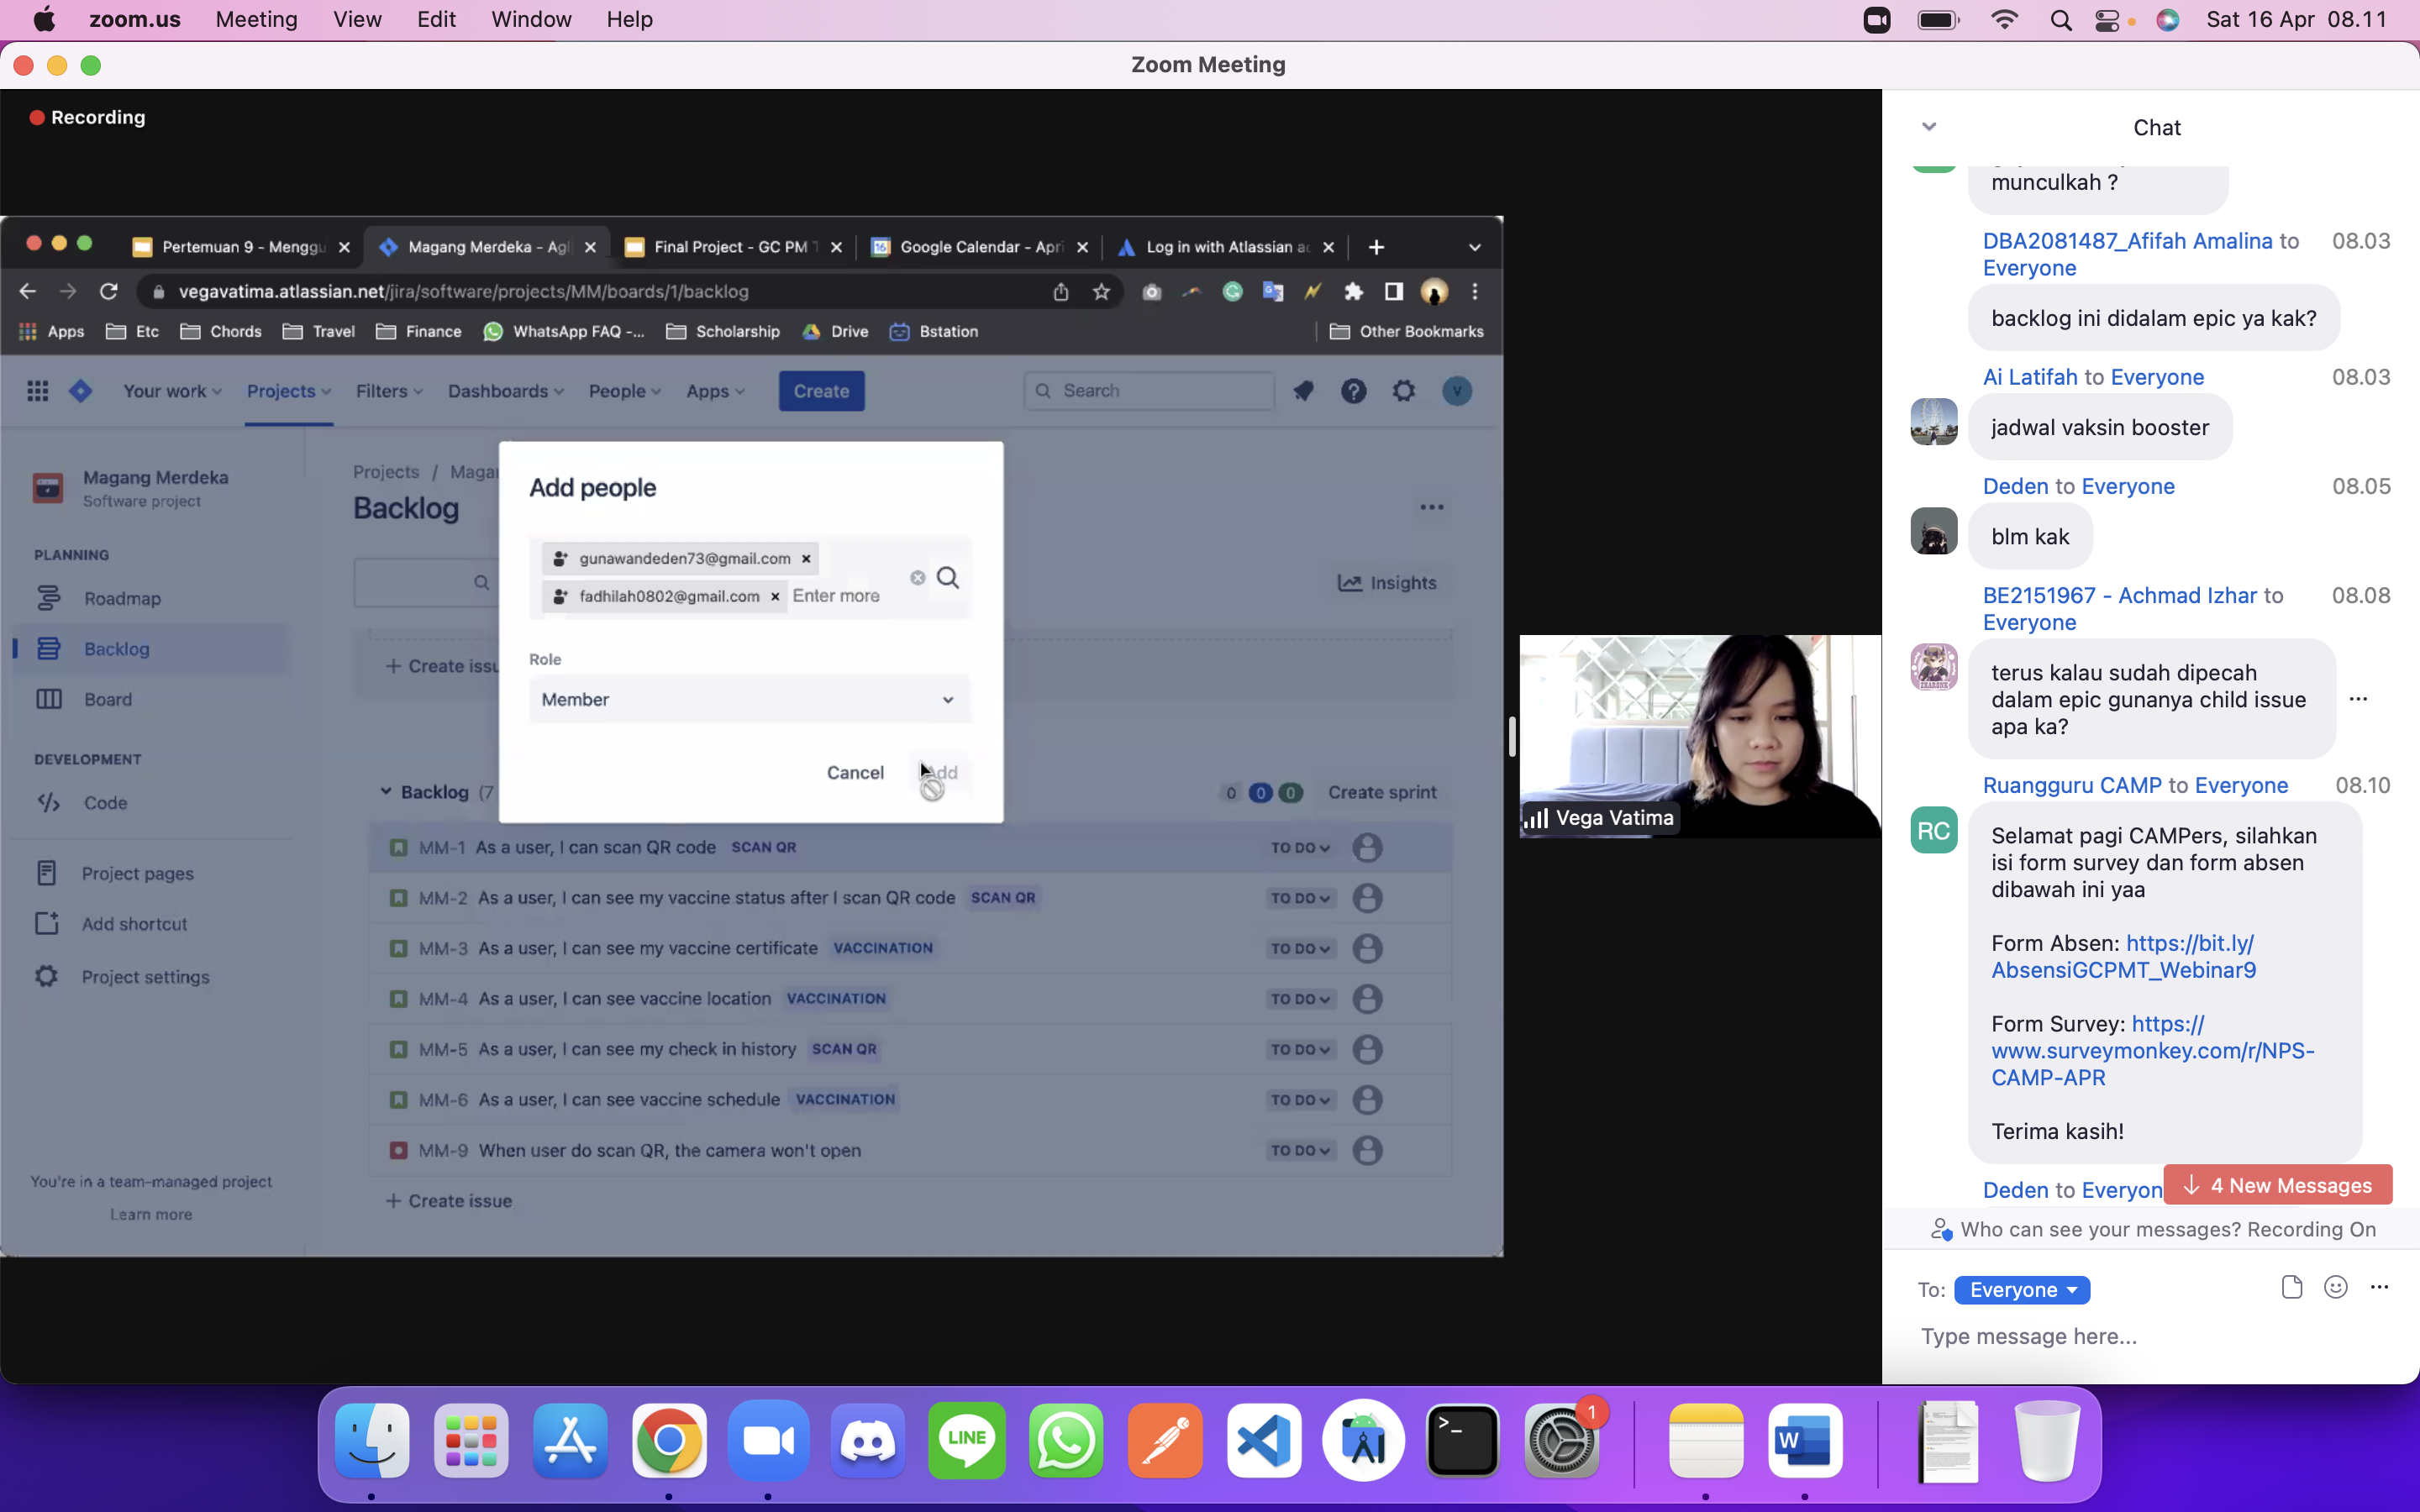 zoom.us Meeting View Edit Window Help Sat 16 Apr 08.11
Zoom Meeting
Recording
Pertemuan 9 - Menggu
Magang Merdeka - Agi
Final Project - GC PM T
Google Calendar - Apri
Log in with Atlassian ac
vegavatima.atlassian.net/jira/software/projects/MM/boards/1/backlog
Apps Etc Chords Travel Finance WhatsApp FAQ -... Scholarship Drive Bstation Other Bookmarks
Your work Projects Filters Dashboards People Apps Create Search V
Magang Merdeka
Software project
PLANNING
Roadmap
Backlog
Board
DEVELOPMENT
Code
Project pages
Add shortcut
Project settings
You're in a team-managed project
Learn more
Projects / Magan
Backlog
Insights
+ Create issu
Add people
gunawandeden73@gmail.com
fadhilah0802@gmail.com Enter more
Role
Member
Cancel Add
Backlog (7 0 0 0 Create sprint
MM-1 As a user, I can scan QR code SCAN QR TO DO
MM-2 As a user, I can see my vaccine status after I scan QR code SCAN QR TO DO
MM-3 As a user, I can see my vaccine certificate VACCINATION TO DO
MM-4 As a user, I can see vaccine location VACCINATION TO DO
MM-5 As a user, I can see my check in history SCAN QR TO DO
MM-6 As a user, I can see vaccine schedule VACCINATION TO DO
MM-9 When user do scan QR, the camera won't open TO DO
+ Create issue
Vega Vatima
Chat
munculkah ?
DBA2081487_Afifah Amalina to 08.03
Everyone
backlog ini didalam epic ya kak?
Ai Latifah to Everyone 08.03
jadwal vaksin booster
Deden to Everyone 08.05
blm kak
BE2151967 - Achmad Izhar to 08.08
Everyone
terus kalau sudah dipecah
dalam epic gunanya child issue
apa ka?
Ruangguru CAMP to Everyone 08.10
RC
Selamat pagi CAMPers, silahkan
isi form survey dan form absen
dibawah ini yaa
Form Absen: https://bit.ly/
AbsensiGCPMT_Webinar9
Form Survey: https://
www.surveymonkey.com/r/NPS-
CAMP-APR
Terima kasih!
Deden to Everyon
4 New Messages
Who can see your messages? Recording On
To: Everyone
Type message here...
LINE
1
W